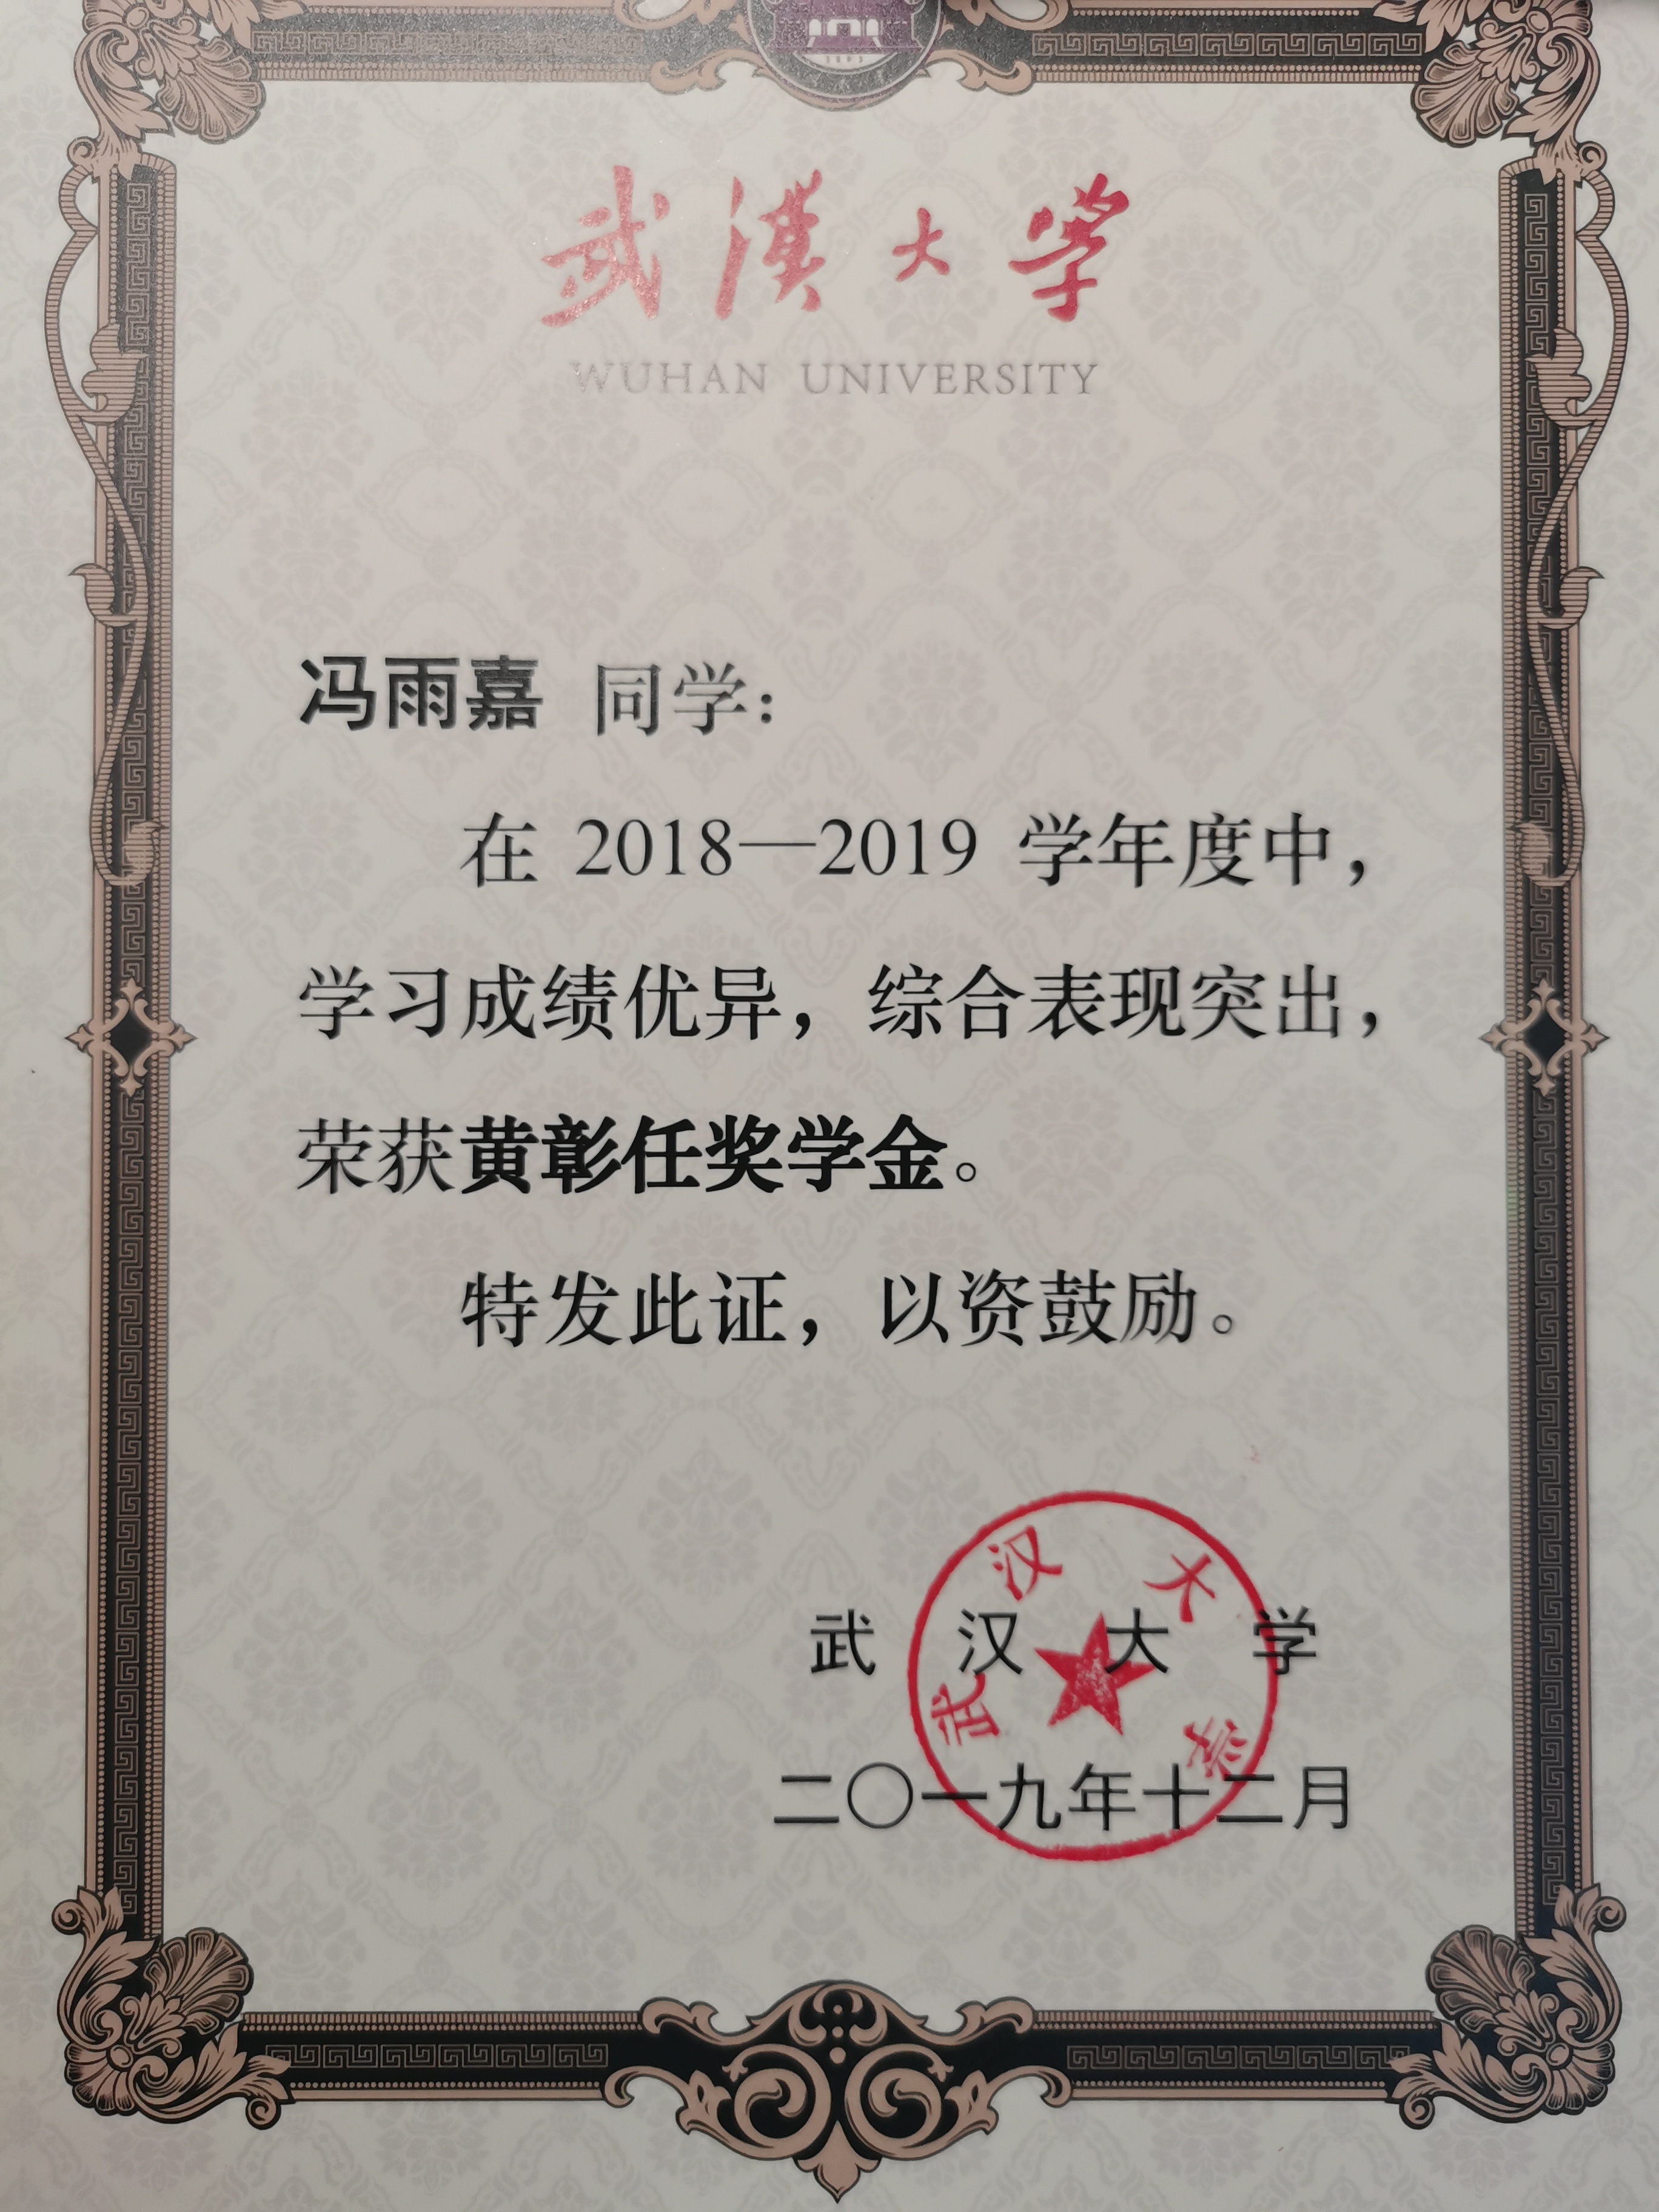 1893
武漢大学
WUHAN UNIVERSITY
冯雨嘉 同学：
在 2018—2019 学年度中，
学习成绩优异，综合表现突出，
荣获黄彰任奖学金。
特发此证，以资鼓励。
武汉大学
武汉大学
二〇一九年十二月